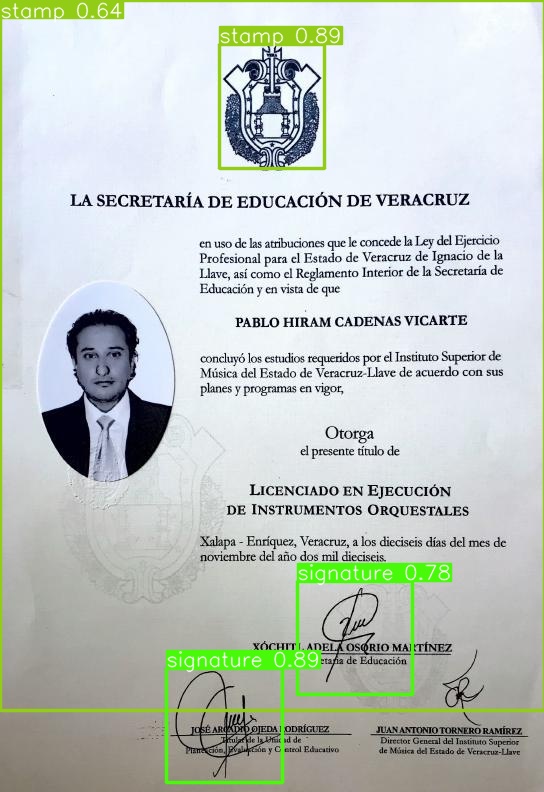 stamp 0.64
stamp 0.89
LA SECRETARÍA DE EDUCACIÓN DE VERACRUZ
en uso de las atribuciones que le concede la Ley del Ejercicio
Profesional para el Estado de Veracruz de Ignacio de la
Llave, así como el Reglamento Interior de la Secretaría de
Educación y en vista de que
PABLO HIRAM CADENAS VICARTE
concluyó los estudios requeridos por el Instituto Superior de
Música del Estado de Veracruz-Llave de acuerdo con sus
planes y programas en vigor,
Otorga
el presente título de
LICENCIADO EN EJECUCIÓN
DE INSTRUMENTOS ORQUESTALES
Xalapa - Enríquez, Veracruz, a los dieciseis días del mes de
noviembre del año dos mil dieciseis.
signature 0.78
XÓCHITL ADELA OSORIO MARTÍNEZ
de Educación
signature 0.89
JOSÉ ARCADIO OJEDA RODRÍGUEZ
Titular de la Unidad de
Planeación, Evaluación y Control Educativo
JUAN ANTONIO TORNERO RAMÍREZ
Director General del Instituto Superior
de Música del Estado de Veracruz-Llave